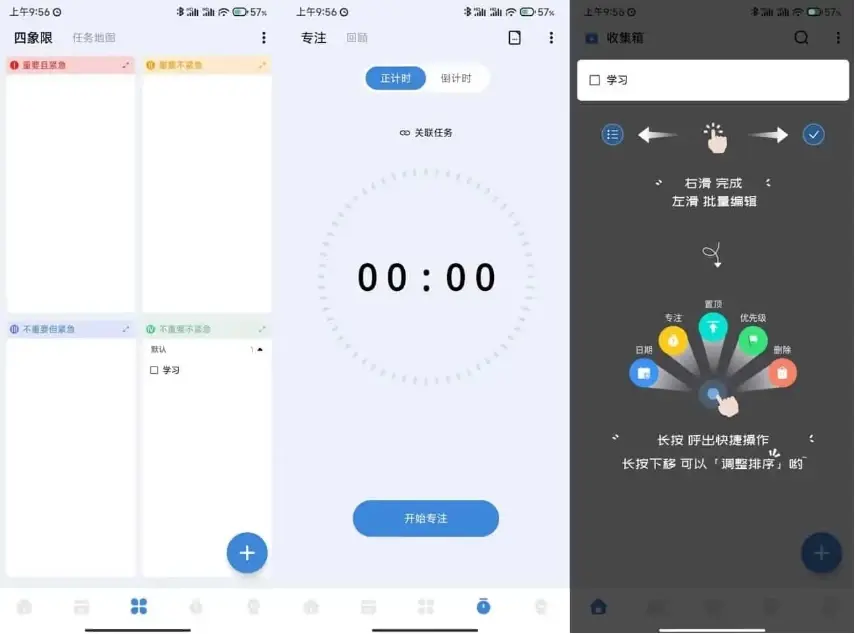 上午9:56
57%
四象限 任务地图
重要且紧急
重要不紧急
不重要但紧急
不重要不紧急
默认 1
学习
上午9:56
57%
专注 回顾
正计时 倒计时
关联任务
00:00
开始专注
上午9:56
57%
收集箱
学习
右滑 完成
左滑 批量编辑
置顶
专注 优先级
日期 删除
长按 呼出快捷操作
长按下移 可以「调整排序」哟